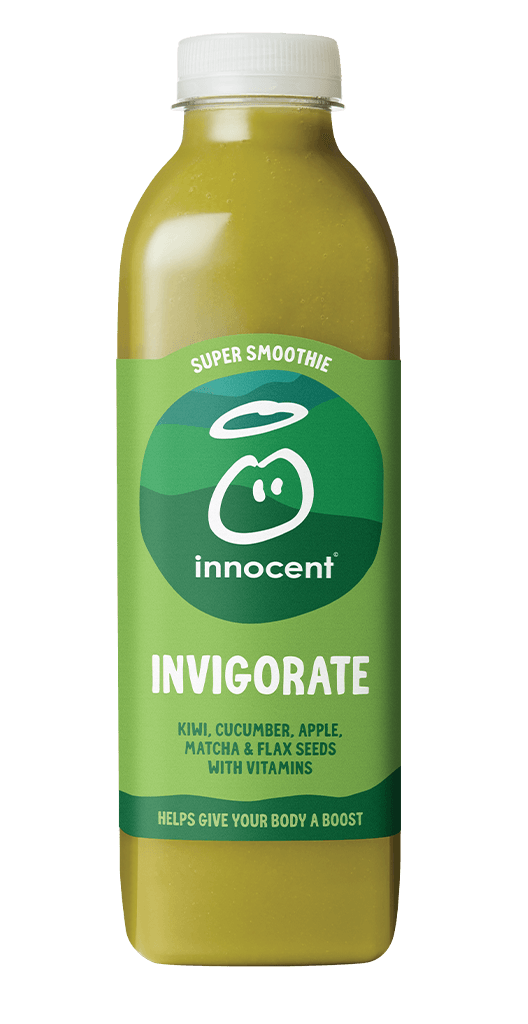 SUPER SMOOTHIE
innocent©
INVIGORATE
KIWI, CUCUMBER, APPLE,
MATCHA & FLAX SEEDS
WITH VITAMINS
HELPS GIVE YOUR BODY A BOOST